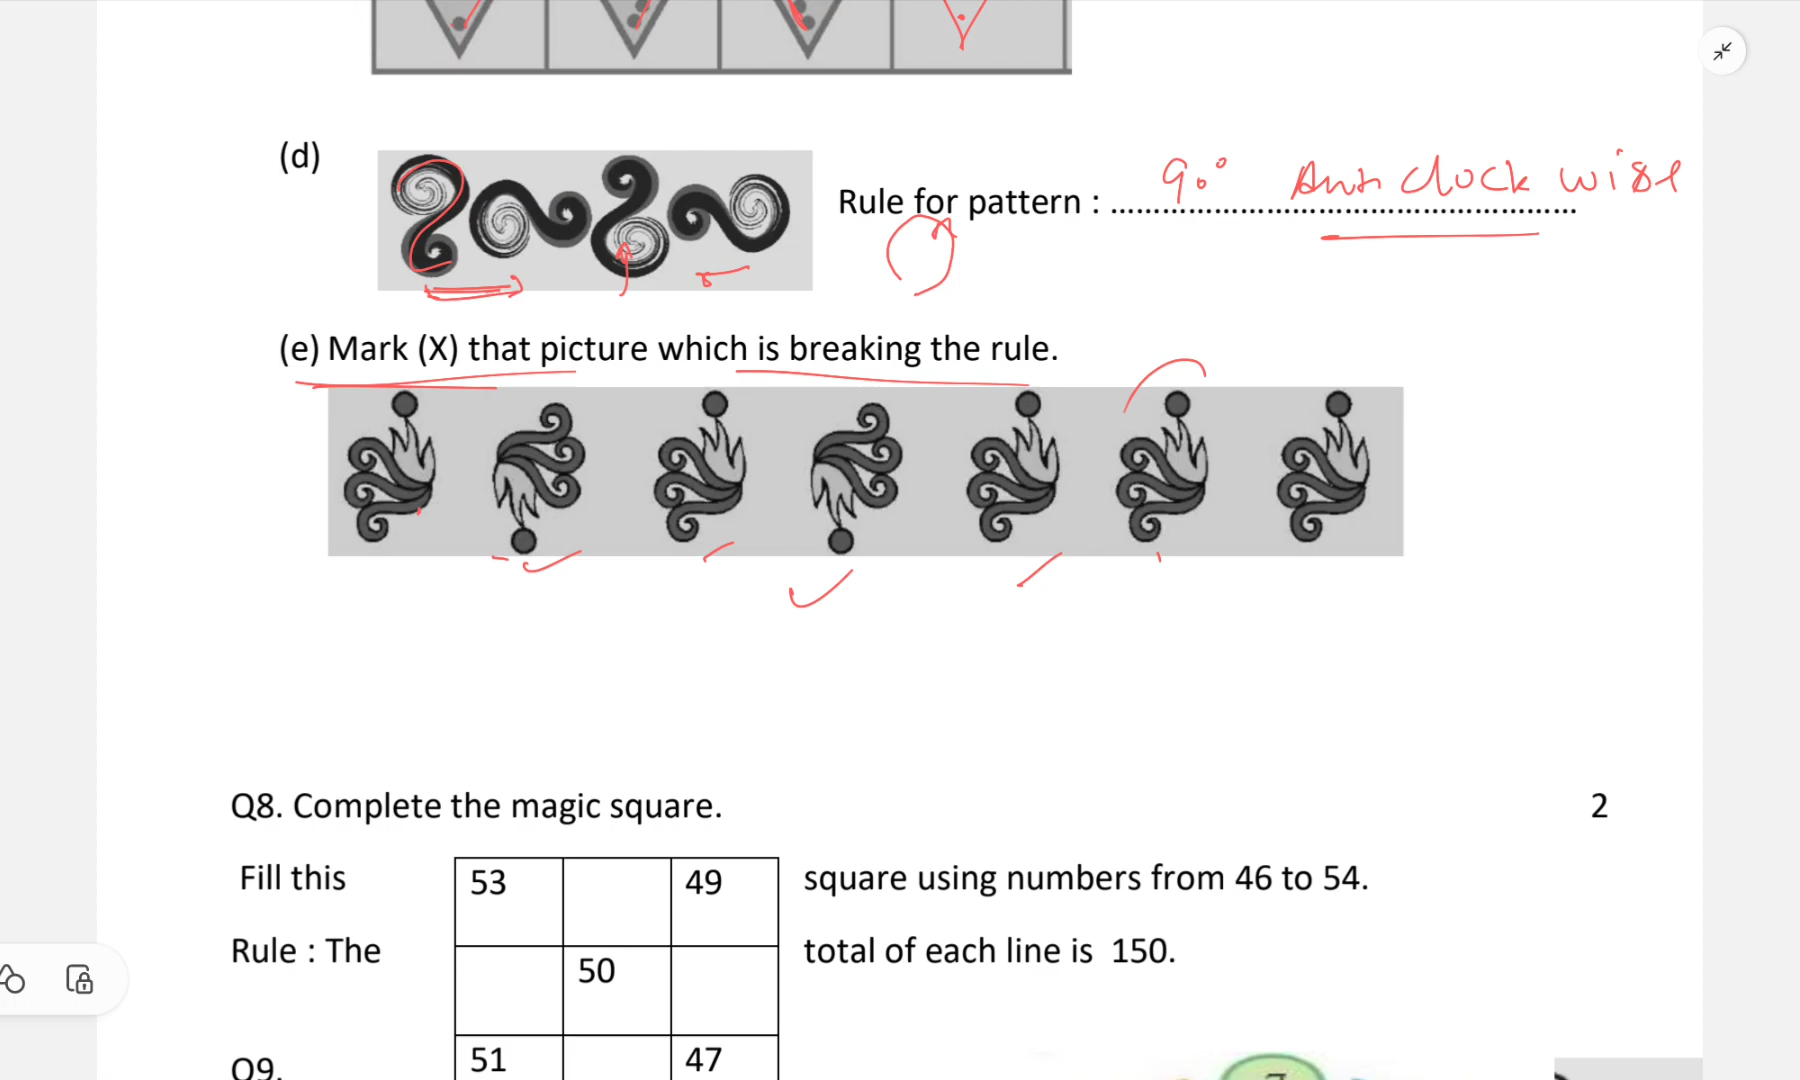 (d)
Rule for pattern : ................................................
90° Anti clock wise
(e) Mark (X) that picture which is breaking the rule.
Q8. Complete the magic square.
2
Fill this
53 49
square using numbers from 46 to 54.
Rule : The
50
total of each line is 150.
51 47
Q9.
7